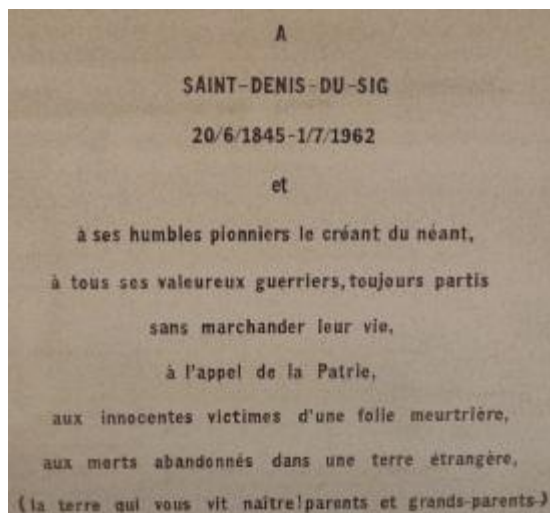 A
SAINT-DENIS-DU-SIG
20/6/1845-1/7/1962
et
à ses humbles pionniers le créant du néant,
à tous ses valeureux guerriers, toujours partis
sans marchander leur vie,
à l'appel de la Patrie,
aux innocentes victimes d'une folie meurtrière,
aux morts abandonnés dans une terre étrangère,
(la terre qui vous vit naître! parents et grands-parents-)